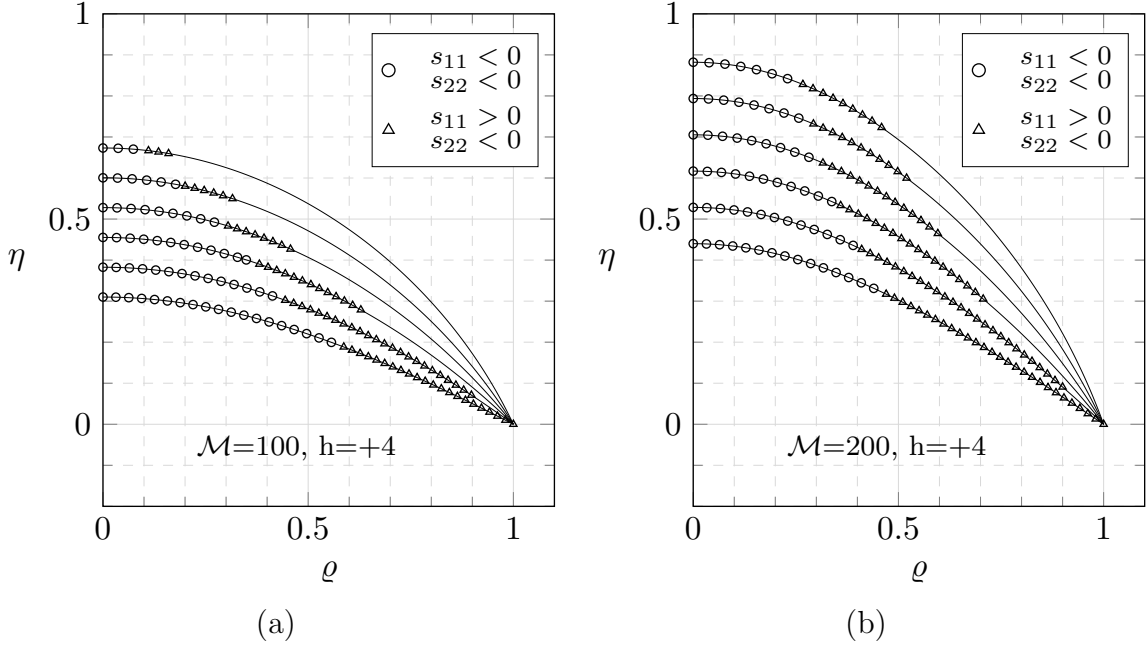 1
0.5
0
η
s₁₁ < 0
s₂₂ < 0
s₁₁ > 0
s₂₂ < 0
ℳ=100, h=+4
0
0.5
1
ϱ
(a)
1
0.5
0
η
s₁₁ < 0
s₂₂ < 0
s₁₁ > 0
s₂₂ < 0
ℳ=200, h=+4
0
0.5
1
ϱ
(b)